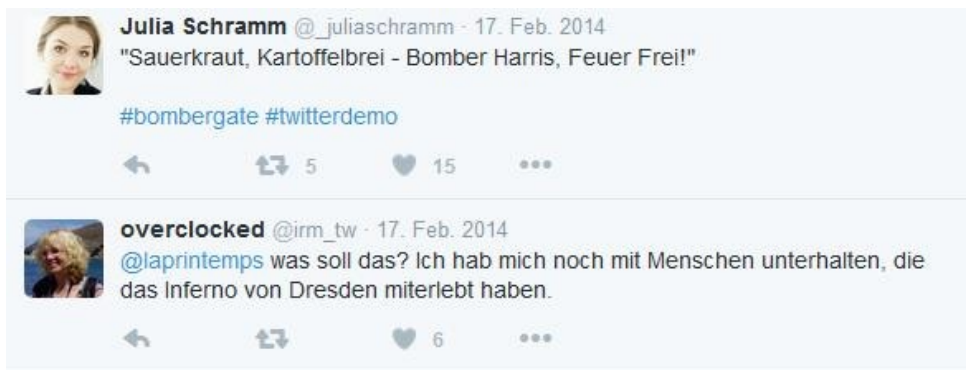 Julia Schramm @_juliaschramm · 17. Feb. 2014
"Sauerkraut, Kartoffelbrei - Bomber Harris, Feuer Frei!"
#bombergate #twitterdemo
5 15
overclocked @irm_tw · 17. Feb. 2014
@laprintemps was soll das? Ich hab mich noch mit Menschen unterhalten, die
das Inferno von Dresden miterlebt haben.
6